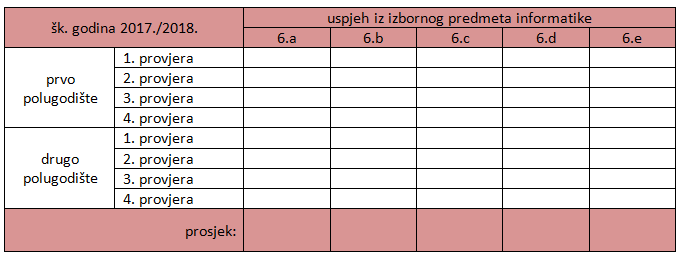 šk. godina 2017./2018.
uspjeh iz izbornog predmeta informatike
6.a 6.b 6.c 6.d 6.e
prvo
polugodište
1. provjera
2. provjera
3. provjera
4. provjera
drugo
polugodište
1. provjera
2. provjera
3. provjera
4. provjera
prosjek: